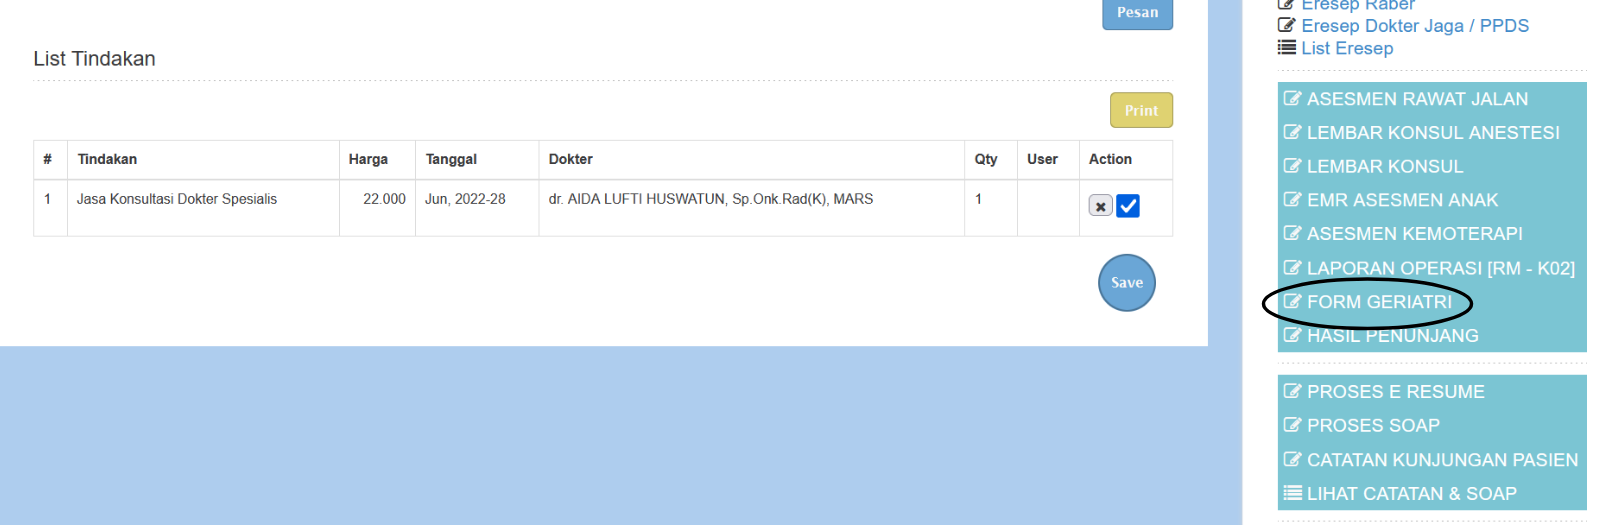 Pesan
List Tindakan
Print
# Tindakan Harga Tanggal Dokter Qty User Action
1 Jasa Konsultasi Dokter Spesialis 22.000 Jun, 2022-28 dr. AIDA LUFTI HUSWATUN, Sp.Onk.Rad(K), MARS 1
Save
Eresep Raber
Eresep Dokter Jaga / PPDS
List Eresep
ASESMEN RAWAT JALAN
LEMBAR KONSUL ANESTESI
LEMBAR KONSUL
EMR ASESMEN ANAK
ASESMEN KEMOTERAPI
LAPORAN OPERASI [RM - K02]
FORM GERIATRI
HASIL PENUNJANG
PROSES E RESUME
PROSES SOAP
CATATAN KUNJUNGAN PASIEN
LIHAT CATATAN & SOAP